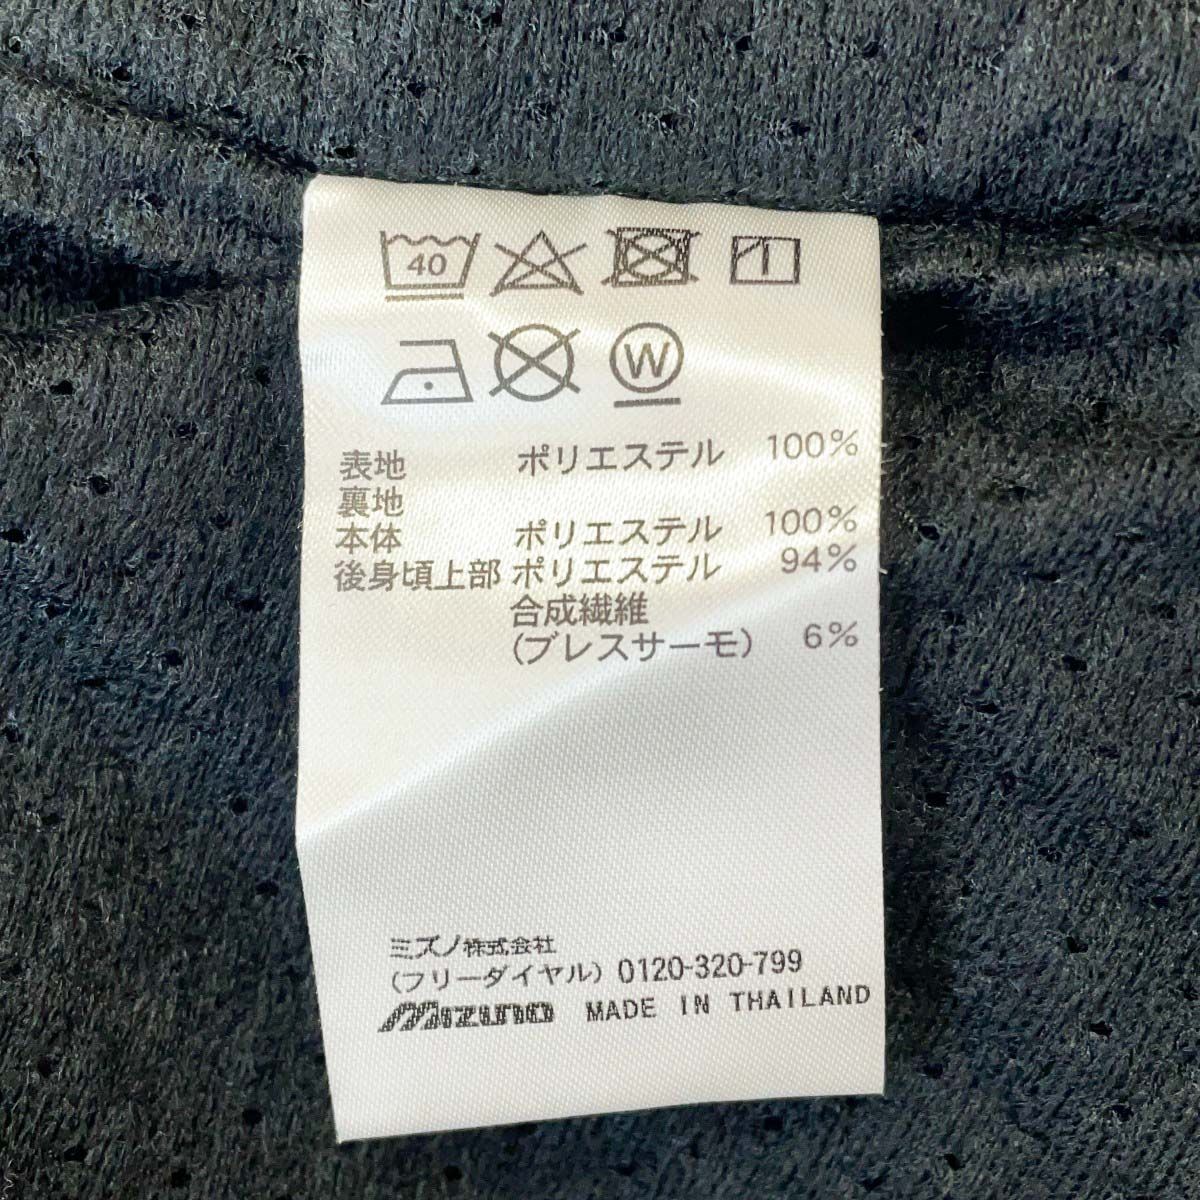 40
W
表地 ポリエステル 100%
裏地
本体 ポリエステル 100%
後身頃上部 ポリエステル 94%
合成繊維
(ブレスサーモ) 6%
ミズノ株式会社
(フリーダイヤル) 0120-320-799
Mizuno MADE IN THAILAND